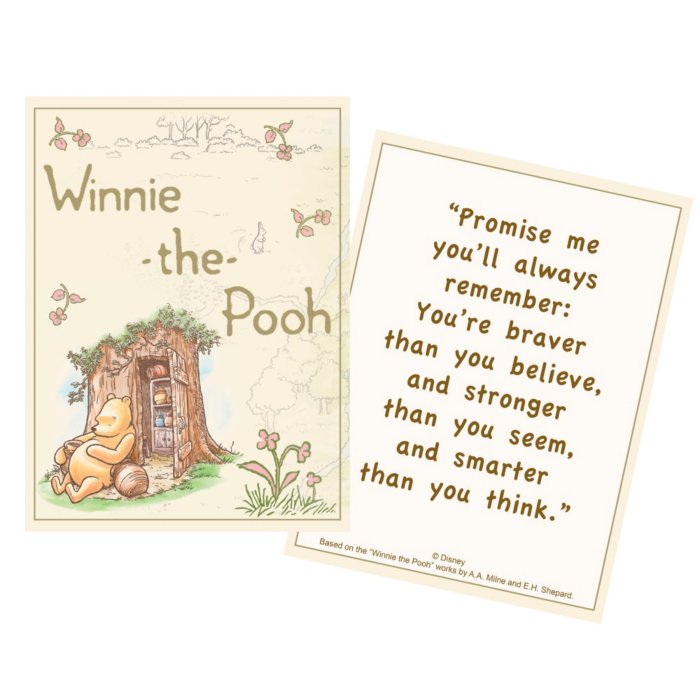 Winnie
-the-
Pooh
“Promise me
you’ll always
remember:
You’re braver
than you believe,
and stronger
than you seem,
and smarter
than you think.”
© Disney
Based on the “Winnie the Pooh” works by A.A. Milne and E.H. Shepard.